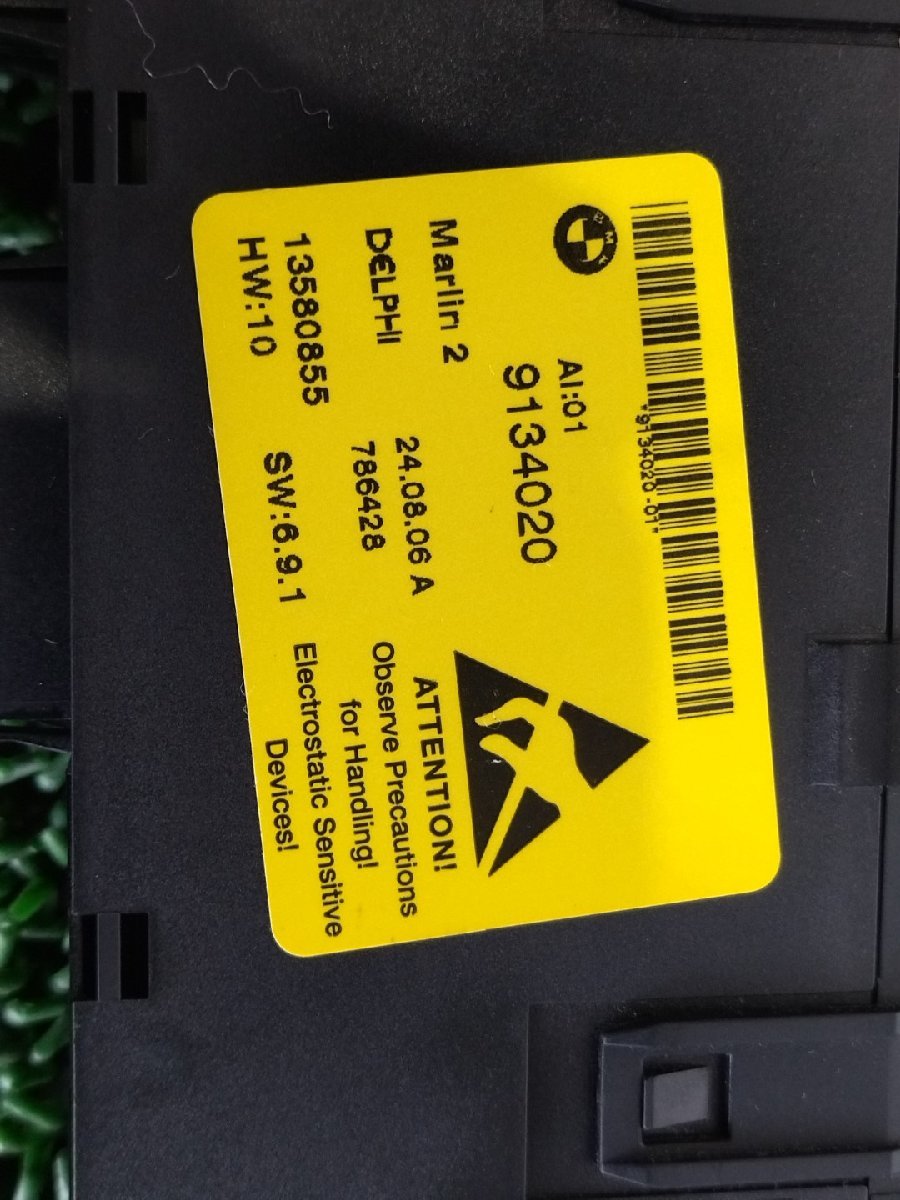 *9134020-01*
BMW
AI:01
9134020
Marlin 2
24.08.06 A
DELPHI
786428
13580855
HW:10
SW:6.9.1
ATTENTION!
Observe Precautions
for Handling!
Electrostatic Sensitive
Devices!